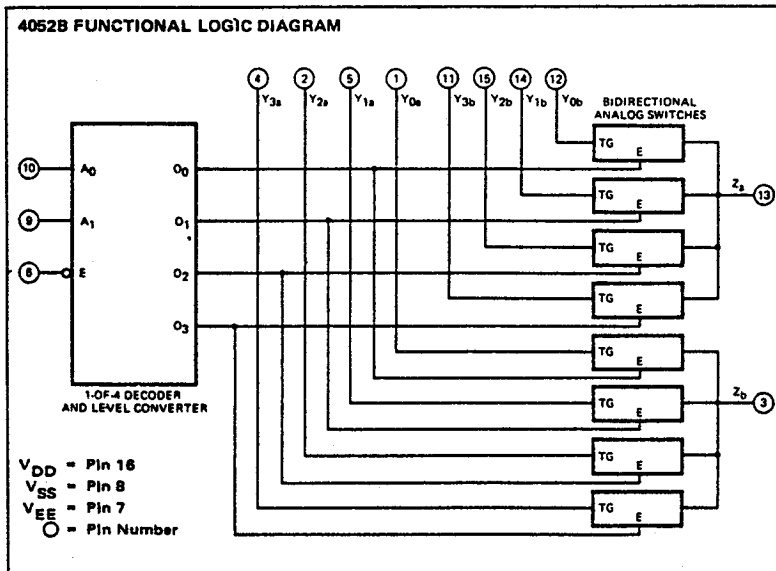 4052B FUNCTIONAL LOGIC DIAGRAM
4 2 5 1 11 15 14 12
Y3a Y2a Y1a Y0a Y3b Y2b Y1b Y0b
BIDIRECTIONAL
ANALOG SWITCHES
TG E
10 A0 O0
TG E
Za 13
9 A1 O1
TG E
6 E O2
TG E
O3
TG E
1-OF-4 DECODER
AND LEVEL CONVERTER
TG E
Zb 3
TG E
TG E
VDD = Pin 16
VSS = Pin 8
VEE = Pin 7
○ = Pin Number